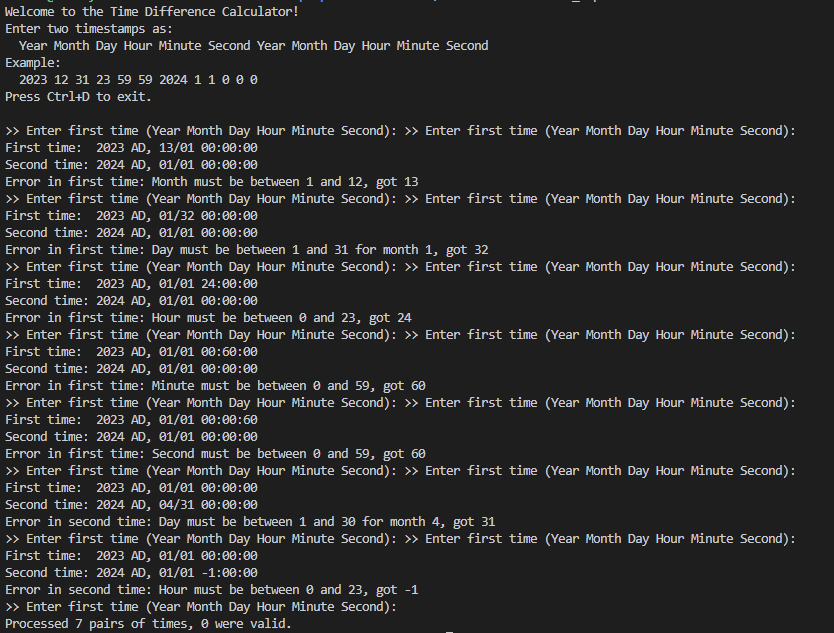 Welcome to the Time Difference Calculator!
Enter two timestamps as:
  Year Month Day Hour Minute Second Year Month Day Hour Minute Second
Example:
  2023 12 31 23 59 59 2024 1 1 0 0 0
Press Ctrl+D to exit.

>> Enter first time (Year Month Day Hour Minute Second): >> Enter first time (Year Month Day Hour Minute Second):
First time:  2023 AD, 13/01 00:00:00
Second time: 2024 AD, 01/01 00:00:00
Error in first time: Month must be between 1 and 12, got 13
>> Enter first time (Year Month Day Hour Minute Second): >> Enter first time (Year Month Day Hour Minute Second):
First time:  2023 AD, 01/32 00:00:00
Second time: 2024 AD, 01/01 00:00:00
Error in first time: Day must be between 1 and 31 for month 1, got 32
>> Enter first time (Year Month Day Hour Minute Second): >> Enter first time (Year Month Day Hour Minute Second):
First time:  2023 AD, 01/01 24:00:00
Second time: 2024 AD, 01/01 00:00:00
Error in first time: Hour must be between 0 and 23, got 24
>> Enter first time (Year Month Day Hour Minute Second): >> Enter first time (Year Month Day Hour Minute Second):
First time:  2023 AD, 01/01 00:60:00
Second time: 2024 AD, 01/01 00:00:00
Error in first time: Minute must be between 0 and 59, got 60
>> Enter first time (Year Month Day Hour Minute Second): >> Enter first time (Year Month Day Hour Minute Second):
First time:  2023 AD, 01/01 00:00:60
Second time: 2024 AD, 01/01 00:00:00
Error in first time: Second must be between 0 and 59, got 60
>> Enter first time (Year Month Day Hour Minute Second): >> Enter first time (Year Month Day Hour Minute Second):
First time:  2023 AD, 01/01 00:00:00
Second time: 2024 AD, 04/31 00:00:00
Error in second time: Day must be between 1 and 30 for month 4, got 31
>> Enter first time (Year Month Day Hour Minute Second): >> Enter first time (Year Month Day Hour Minute Second):
First time:  2023 AD, 01/01 00:00:00
Second time: 2024 AD, 01/01 -1:00:00
Error in second time: Hour must be between 0 and 23, got -1
>> Enter first time (Year Month Day Hour Minute Second):
Processed 7 pairs of times, 0 were valid.